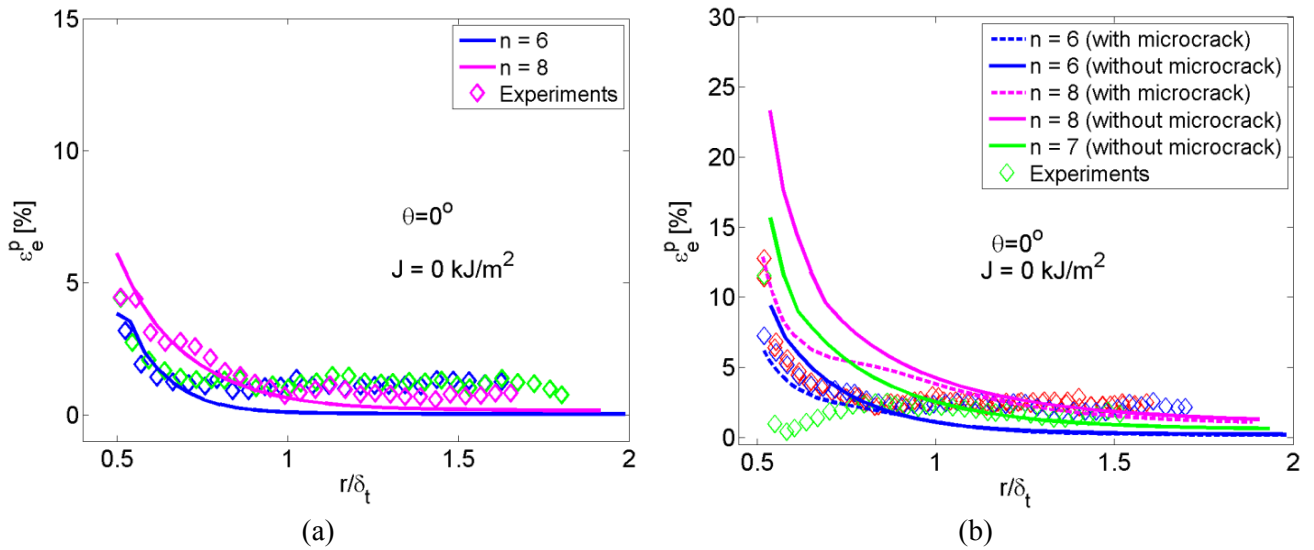 15
10
5
0
0.5
1
1.5
2
ε_e^p [%]
r/δ_t
n = 6
n = 8
Experiments
θ=0°
J = 0 kJ/m²
(a)
30
25
20
15
10
5
0
0.5
1
1.5
2
ε_e^p [%]
r/δ_t
n = 6 (with microcrack)
n = 6 (without microcrack)
n = 8 (with microcrack)
n = 8 (without microcrack)
n = 7 (without microcrack)
Experiments
θ=0°
J = 0 kJ/m²
(b)